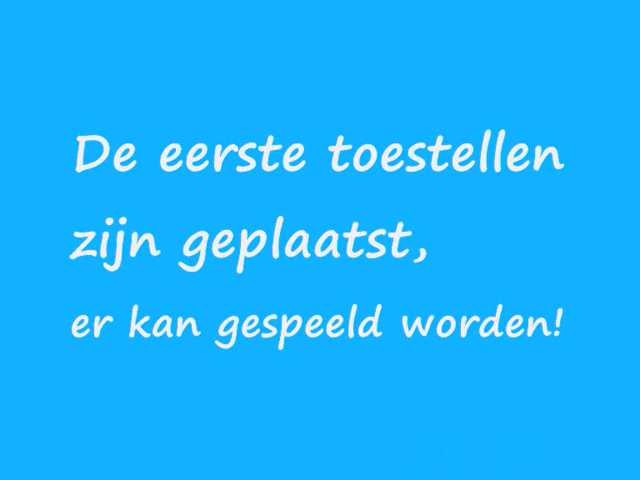 De eerste toestellen
zijn geplaatst,
er kan gespeeld worden!